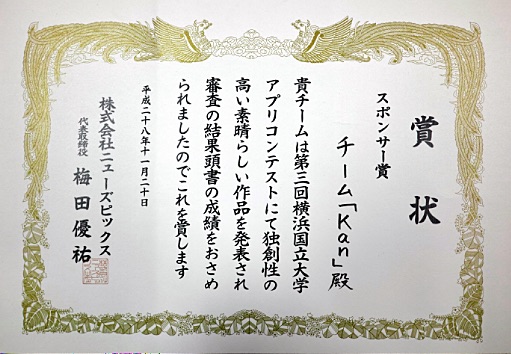 賞状
スポンサー賞
チーム「Kan」殿
貴チームは第三回横浜国立大学
アプリコンテストにて独創性の
高い素晴らしい作品を発表され
審査の結果頭書の成績をおさめ
られましたのでこれを賞します
平成二十八年十一月二十日
株式会社ニューズピックス
代表取締役 梅田優祐